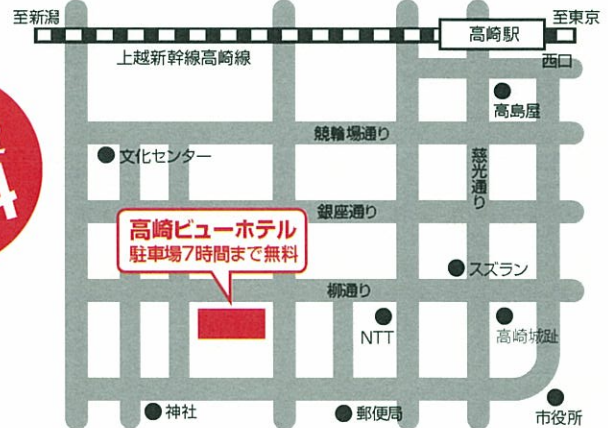 至新潟
高崎駅
至東京
上越新幹線高崎線
西口
高島屋
競輪場通り
文化センター
慈光通り
4
銀座通り
高崎ビューホテル
駐車場7時間まで無料
スズラン
柳通り
NTT
高崎城趾
神社
郵便局
市役所